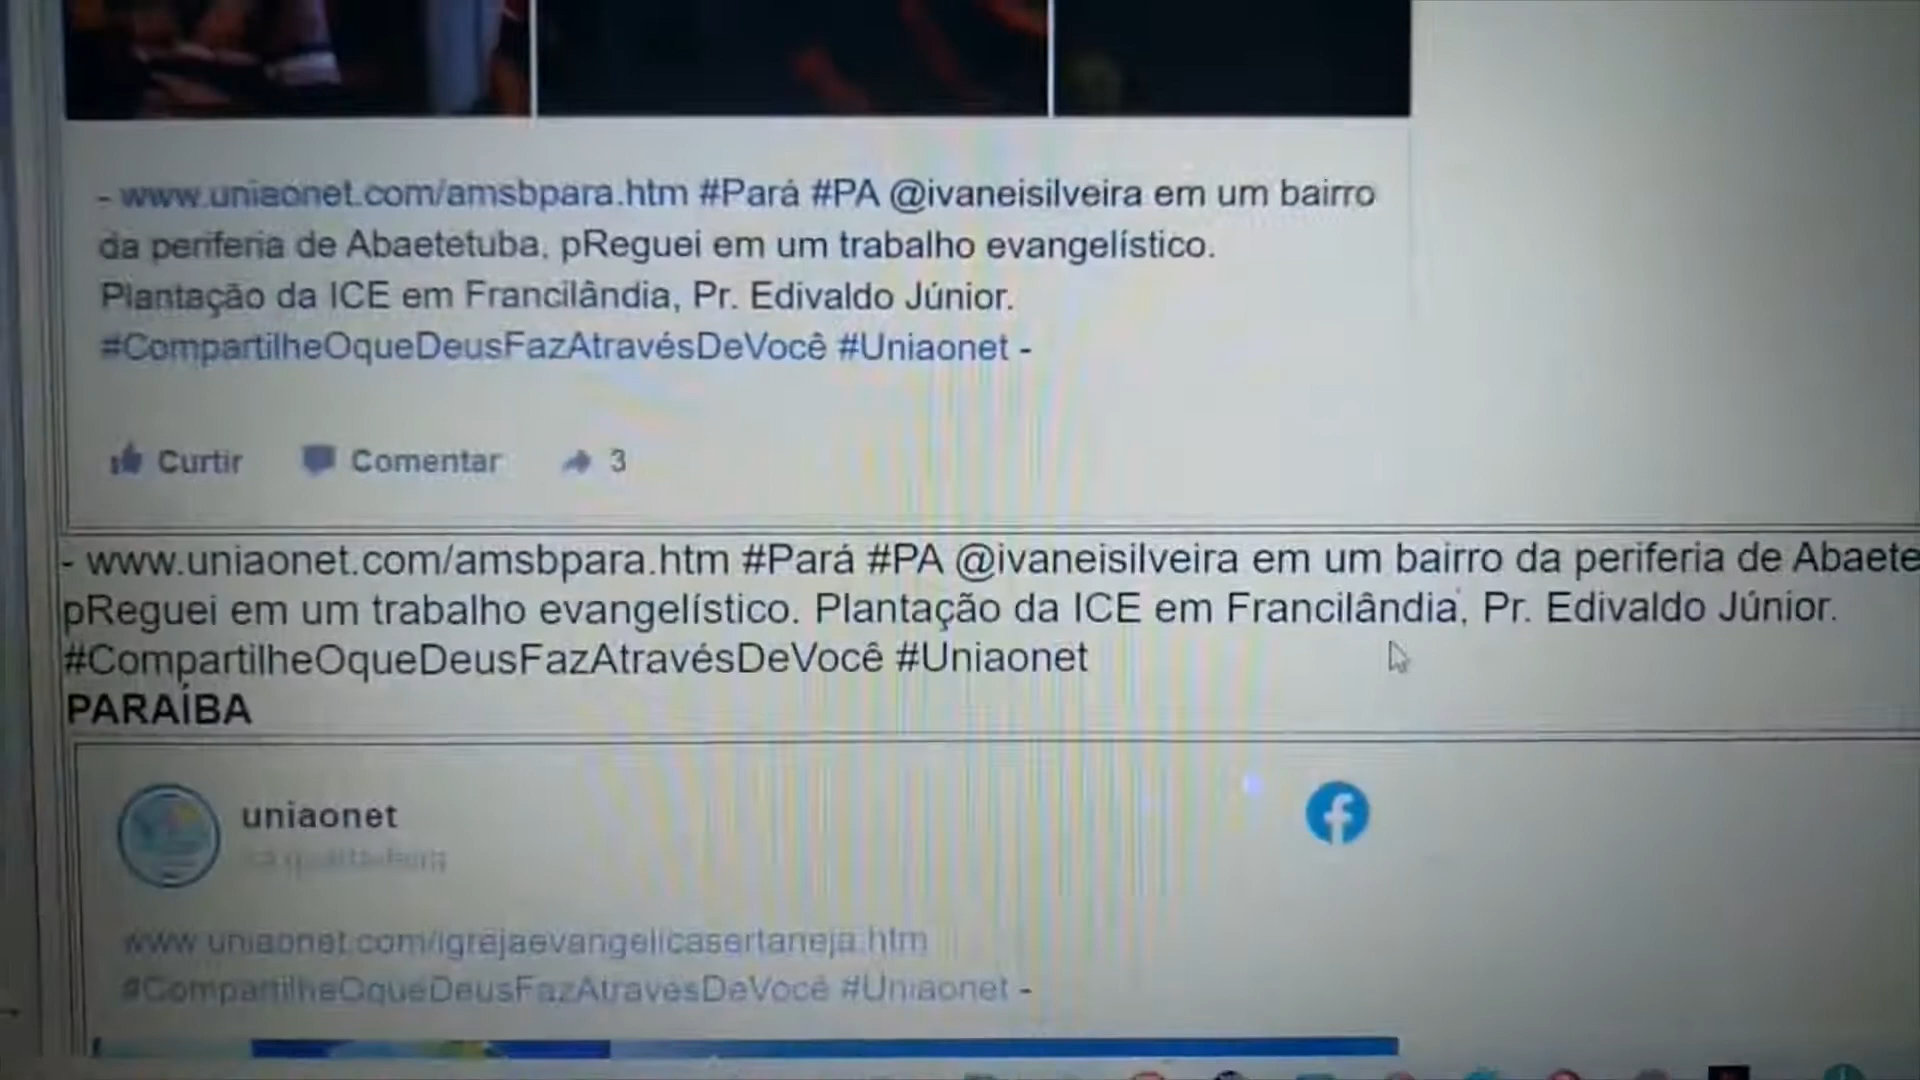 - www.uniaonet.com/amsbpara.htm #Pará #PA @ivaneisilveira em um bairro
da periferia de Abaetetuba, pReguei em um trabalho evangelístico.
Plantação da ICE em Francilândia, Pr. Edivaldo Júnior.
#CompartilheOqueDeusFazAtravésDeVocê #Uniaonet -
Curtir Comentar 3
- www.uniaonet.com/amsbpara.htm #Pará #PA @ivaneisilveira em um bairro da periferia de Abaete
pReguei em um trabalho evangelístico. Plantação da ICE em Francilândia, Pr. Edivaldo Júnior.
#CompartilheOqueDeusFazAtravésDeVocê #Uniaonet
PARAÍBA
uniaonet
www.uniaonet.com/igrejaevangelicasertaneja.htm
#CompartilheOqueDeusFazAtravésDeVocê #Uniaonet -